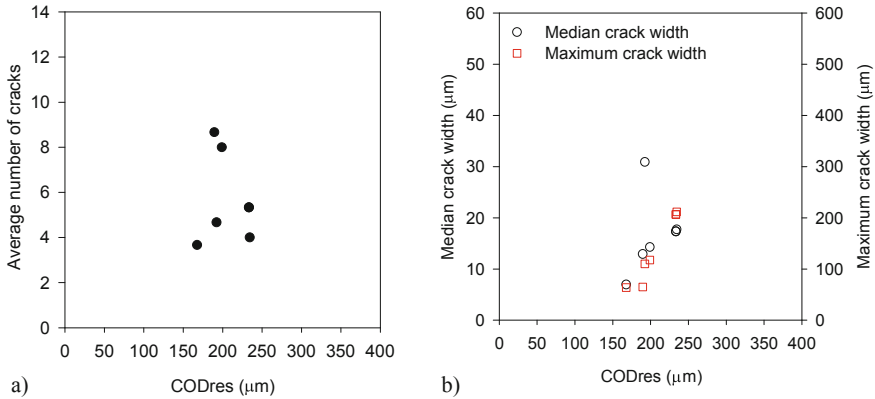 14
12
10
8
6
4
2
0
Average number of cracks
0 50 100 150 200 250 300 350 400
CODres (μm)
a)
60
50
40
30
20
10
0
Median crack width (μm)
Median crack width
Maximum crack width
600
500
400
300
200
100
0
Maximum crack width (μm)
0 50 100 150 200 250 300 350 400
CODres (μm)
b)